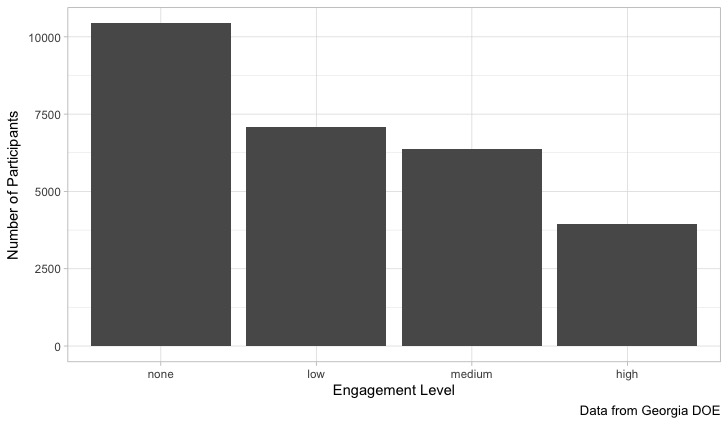 Number of Participants
10000
7500
5000
2500
0
none low medium high
Engagement Level
Data from Georgia DOE